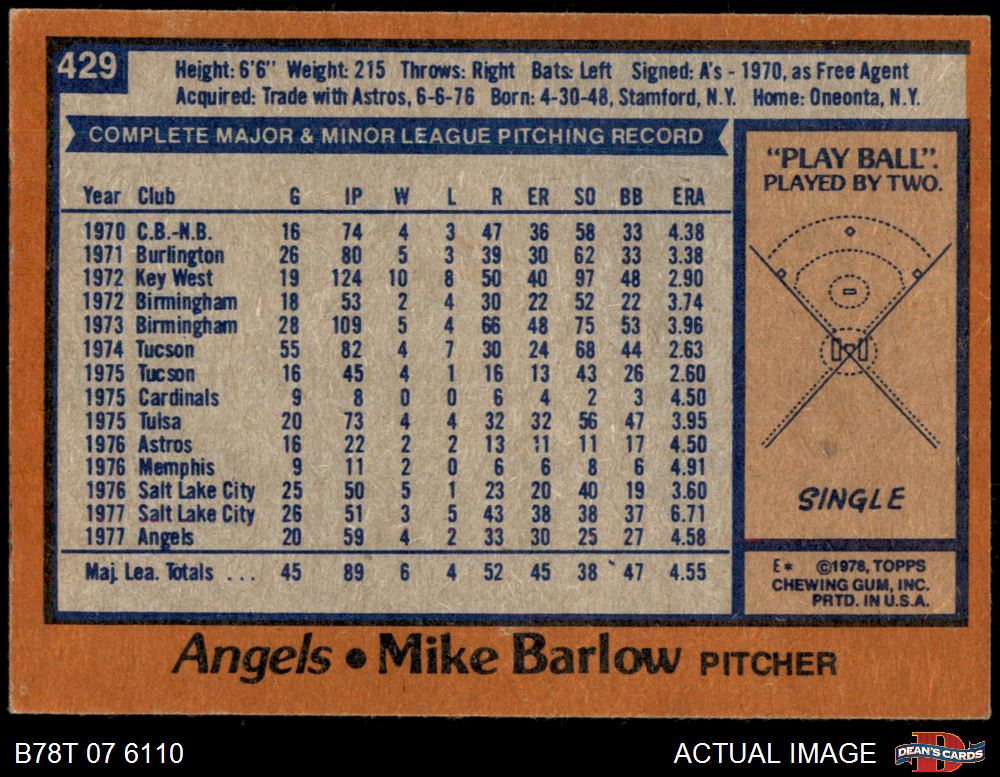 429
Height: 6'6" Weight: 215 Throws: Right Bats: Left Signed: A's - 1970, as Free Agent
Acquired: Trade with Astros, 6-6-76 Born: 4-30-48, Stamford, N.Y. Home: Oneonta, N.Y.
COMPLETE MAJOR & MINOR LEAGUE PITCHING RECORD
Year Club G IP W L R ER SO BB ERA
1970 C.B.-N.B. 16 74 4 3 47 36 58 33 4.38
1971 Burlington 26 80 5 3 39 30 62 33 3.38
1972 Key West 19 124 10 8 50 40 97 48 2.90
1972 Birmingham 18 53 2 4 30 22 52 22 3.74
1973 Birmingham 28 109 5 4 66 48 75 53 3.96
1974 Tucson 55 82 4 7 30 24 68 44 2.63
1975 Tucson 16 45 4 1 16 13 43 26 2.60
1975 Cardinals 9 8 0 0 6 4 2 3 4.50
1975 Tulsa 20 73 4 4 32 32 56 47 3.95
1976 Astros 16 22 2 2 13 11 11 17 4.50
1976 Memphis 9 11 2 0 6 6 8 6 4.91
1976 Salt Lake City 25 50 5 1 23 20 40 19 3.60
1977 Salt Lake City 26 51 3 5 43 38 38 37 6.71
1977 Angels 20 59 4 2 33 30 25 27 4.58
Maj. Lea. Totals ... 45 89 6 4 52 45 38 47 4.55
"PLAY BALL".
PLAYED BY TWO.
SINGLE
E* ©1978, TOPPS
CHEWING GUM, INC.
PRTD. IN U.S.A.
Angels • Mike Barlow PITCHER
B78T 07 6110
ACTUAL IMAGE
D
DEAN'S CARDS